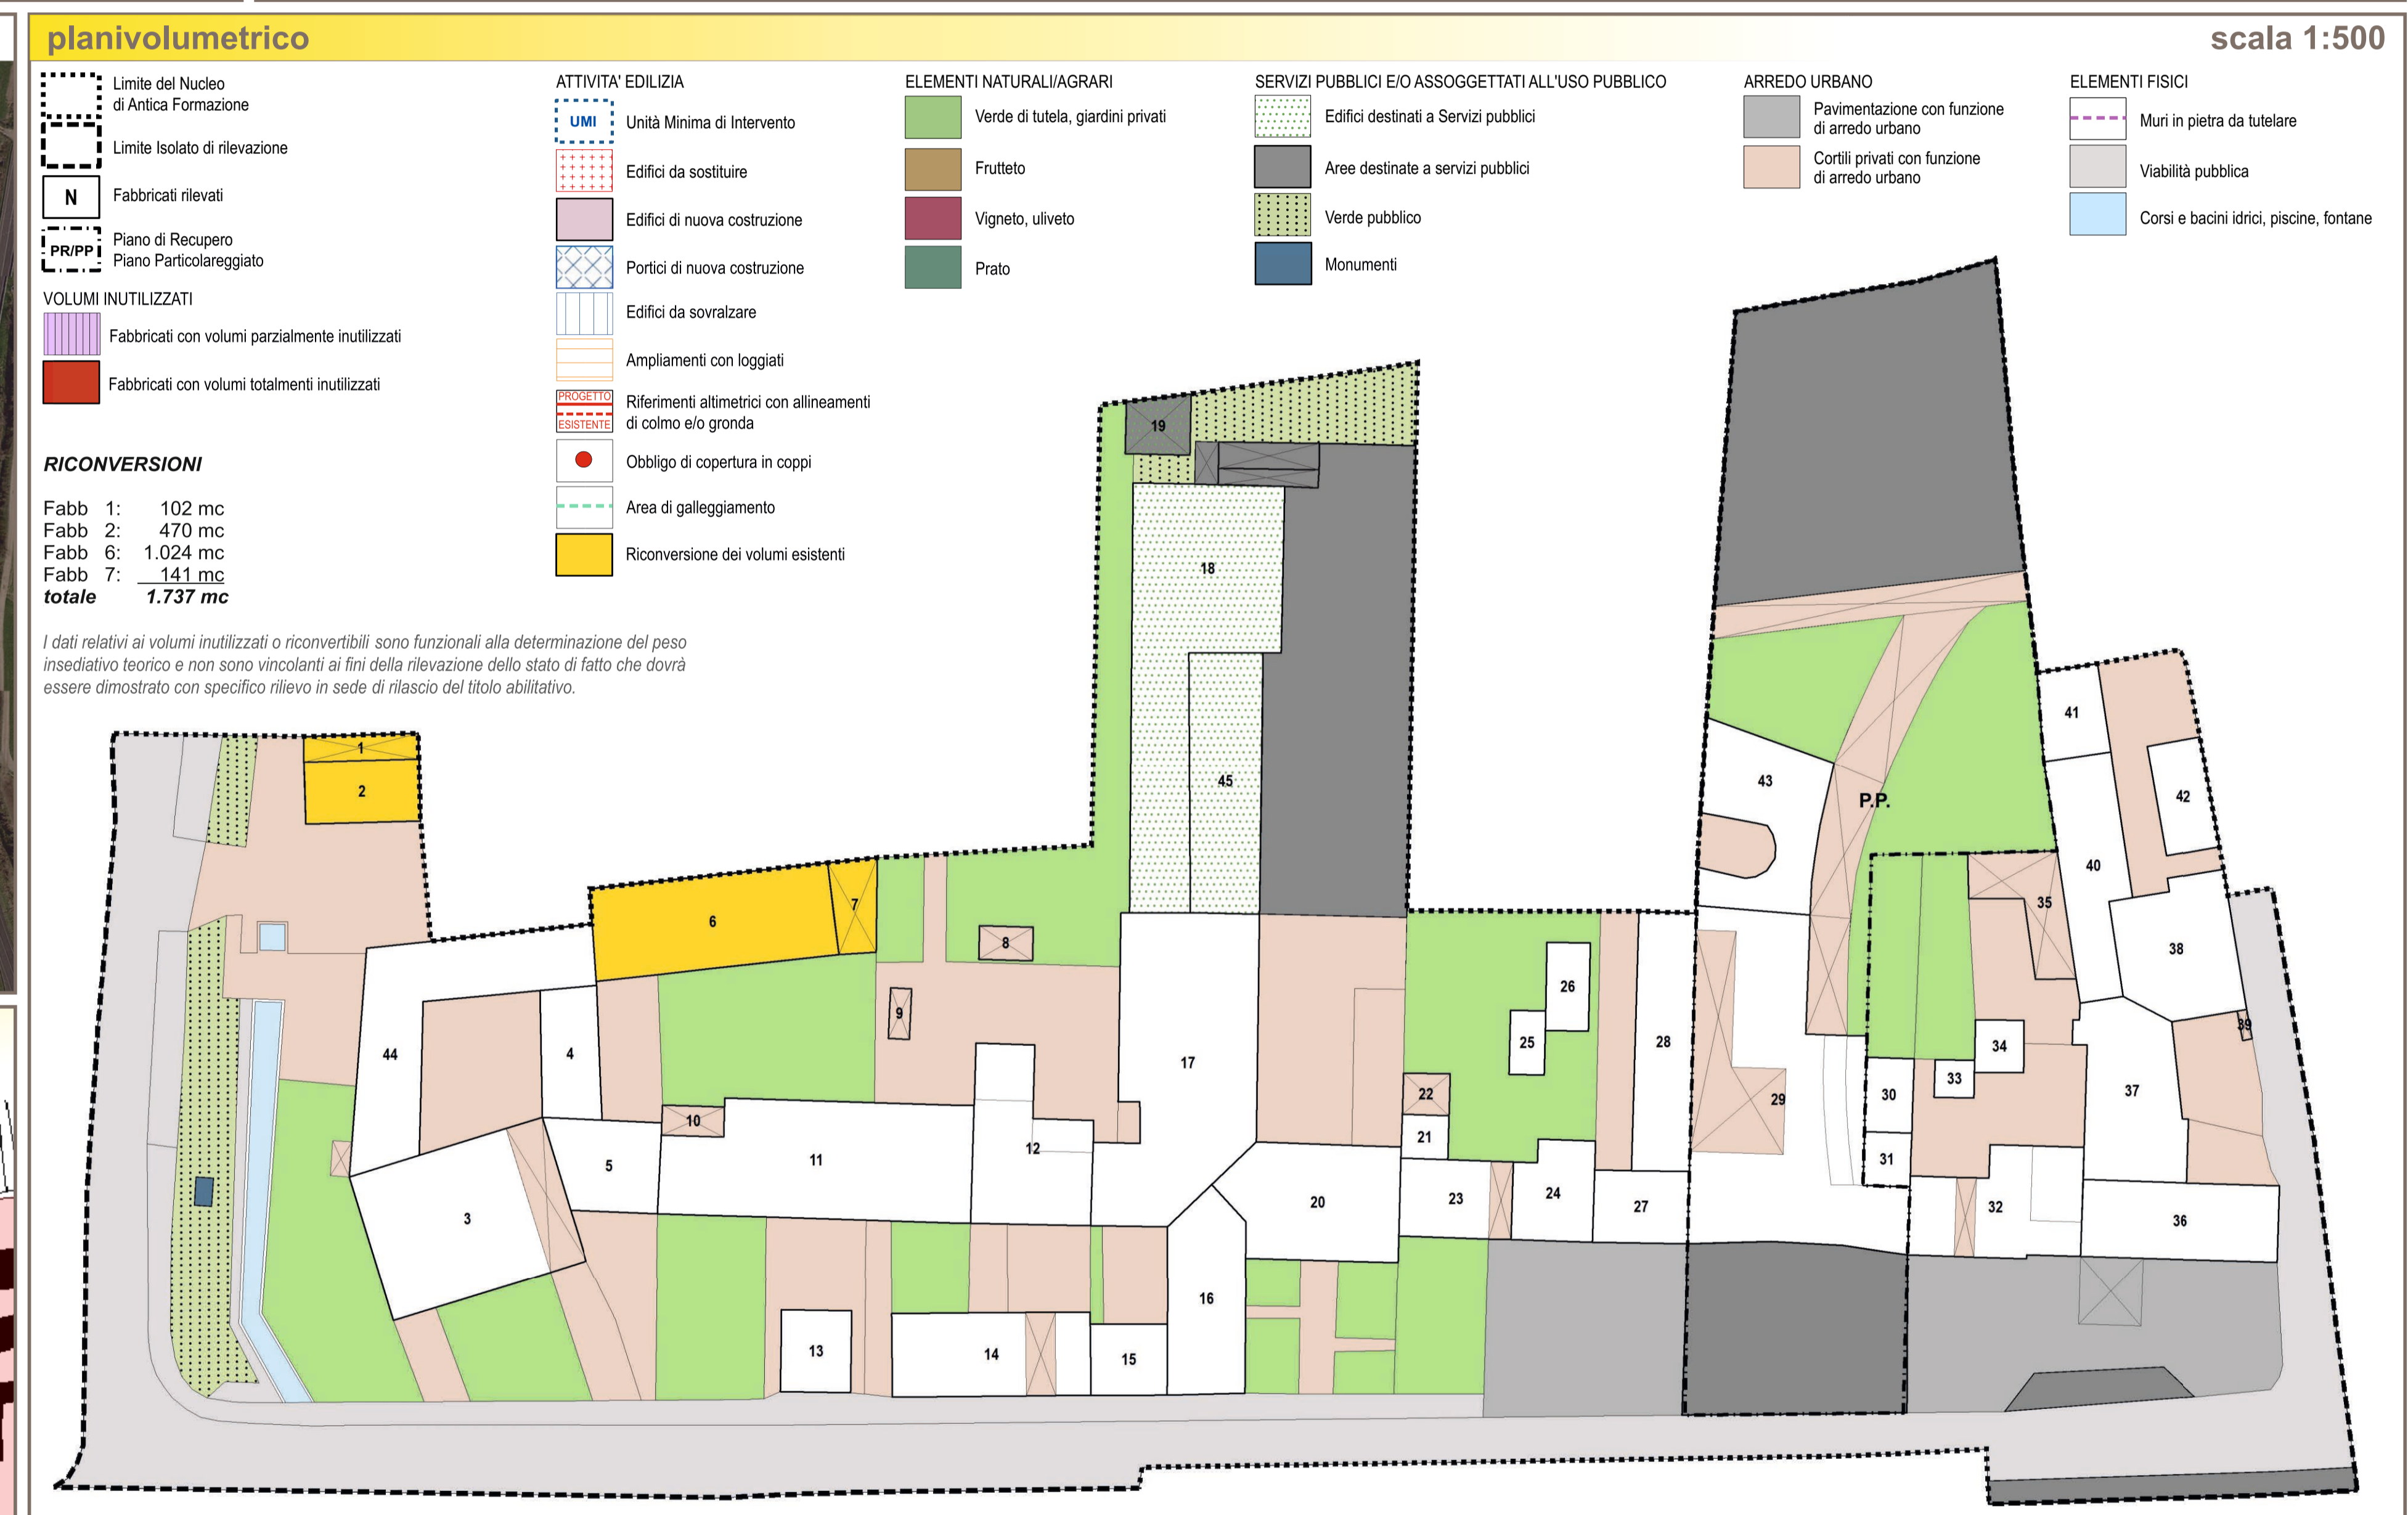 planivolumetrico
scala 1:500
Limite del Nucleo
di Antica Formazione
Limite Isolato di rilevazione
N
Fabbricati rilevati
PR/PP
Piano di Recupero
Piano Particolareggiato
VOLUMI INUTILIZZATI
Fabbricati con volumi parzialmente inutilizzati
Fabbricati con volumi totalmenti inutilizzati
RICONVERSIONI
Fabb 1: 102 mc
Fabb 2: 470 mc
Fabb 6: 1.024 mc
Fabb 7: 141 mc
totale 1.737 mc
I dati relativi ai volumi inutilizzati o riconvertibili sono funzionali alla determinazione del peso
insediativo teorico e non sono vincolanti ai fini della rilevazione dello stato di fatto che dovrà
essere dimostrato con specifico rilievo in sede di rilascio del titolo abilitativo.
ATTIVITA' EDILIZIA
UMI
Unità Minima di Intervento
Edifici da sostituire
Edifici di nuova costruzione
Portici di nuova costruzione
Edifici da sovralzare
Ampliamenti con loggiati
PROGETTO
ESISTENTE
Riferimenti altimetrici con allineamenti
di colmo e/o gronda
Obbligo di copertura in coppi
Area di galleggiamento
Riconversione dei volumi esistenti
ELEMENTI NATURALI/AGRARI
Verde di tutela, giardini privati
Frutteto
Vigneto, uliveto
Prato
SERVIZI PUBBLICI E/O ASSOGGETTATI ALL'USO PUBBLICO
Edifici destinati a Servizi pubblici
Aree destinate a servizi pubblici
Verde pubblico
Monumenti
ARREDO URBANO
Pavimentazione con funzione
di arredo urbano
Cortili privati con funzione
di arredo urbano
ELEMENTI FISICI
Muri in pietra da tutelare
Viabilità pubblica
Corsi e bacini idrici, piscine, fontane
19
18
45
41
42
43
P.P.
40
35
38
1
2
6
7
8
9
44
4
10
5
11
12
17
3
13
14
15
16
20
26
25
28
22
21
23
24
27
29
30
31
33
34
32
39
37
36